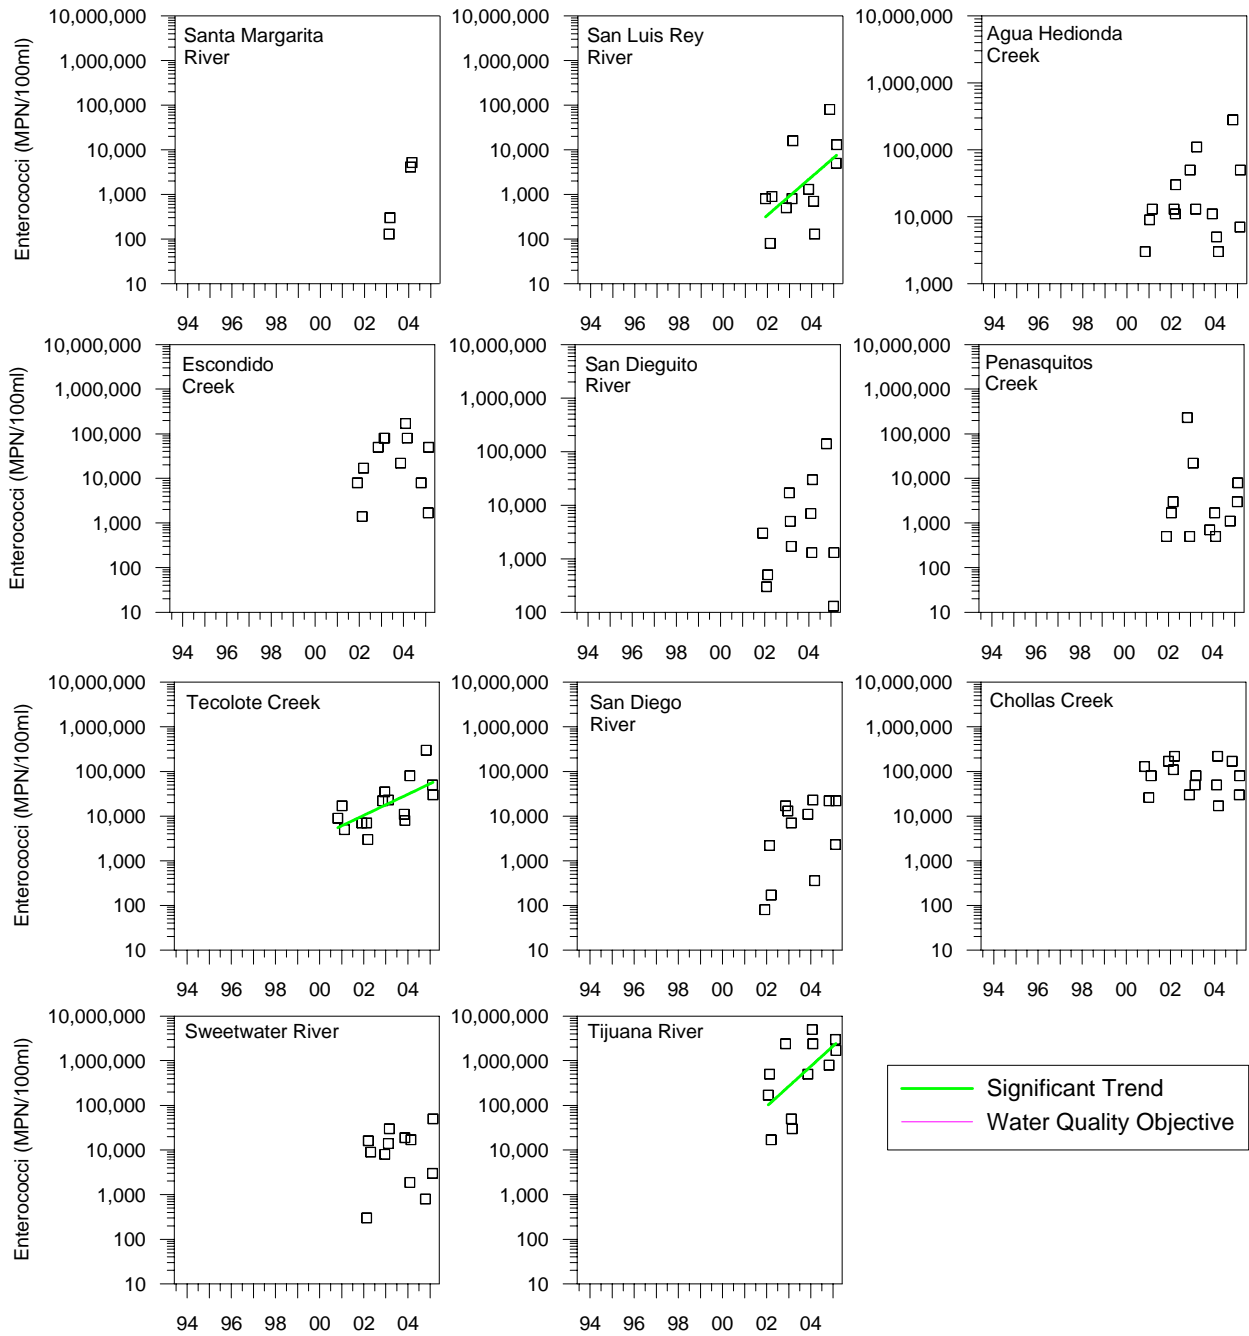 Enterococci (MPN/100ml)
10,000,000
1,000,000
100,000
10,000
1,000
100
10
Santa Margarita
River
94 96 98 00 02 04
10,000,000
1,000,000
100,000
10,000
1,000
100
10
San Luis Rey
River
94 96 98 00 02 04
10,000,000
1,000,000
100,000
10,000
1,000
Agua Hedionda
Creek
94 96 98 00 02 04
Enterococci (MPN/100ml)
10,000,000
1,000,000
100,000
10,000
1,000
100
10
Escondido
Creek
94 96 98 00 02 04
10,000,000
1,000,000
100,000
10,000
1,000
100
San Dieguito
River
94 96 98 00 02 04
10,000,000
1,000,000
100,000
10,000
1,000
100
10
Penasquitos
Creek
94 96 98 00 02 04
Enterococci (MPN/100ml)
10,000,000
1,000,000
100,000
10,000
1,000
100
10
Tecolote Creek
94 96 98 00 02 04
10,000,000
1,000,000
100,000
10,000
1,000
100
10
San Diego
River
94 96 98 00 02 04
10,000,000
1,000,000
100,000
10,000
1,000
100
10
Chollas Creek
94 96 98 00 02 04
Enterococci (MPN/100ml)
10,000,000
1,000,000
100,000
10,000
1,000
100
10
Sweetwater River
94 96 98 00 02 04
10,000,000
1,000,000
100,000
10,000
1,000
100
10
Tijuana River
94 96 98 00 02 04
Significant Trend
Water Quality Objective